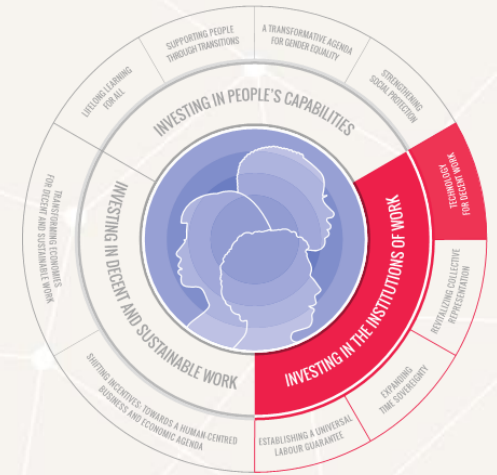 LIFELONG LEARNING
FOR ALL
SUPPORTING PEOPLE
THROUGH TRANSITIONS
A TRANSFORMATIVE AGENDA
FOR GENDER EQUALITY
STRENGTHENING
SOCIAL PROTECTION
INVESTING IN PEOPLE'S CAPABILITIES
TECHNOLOGY
FOR DECENT WORK
REVITALIZING COLLECTIVE
REPRESENTATION
EXPANDING
TIME SOVEREIGNTY
ESTABLISHING A UNIVERSAL
LABOUR GUARANTEE
INVESTING IN THE INSTITUTIONS OF WORK
TRANSFORMING ECONOMIES
FOR DECENT AND SUSTAINABLE WORK
SHIFTING INCENTIVES: TOWARDS A HUMAN-CENTRED
BUSINESS AND ECONOMIC AGENDA
INVESTING IN DECENT AND SUSTAINABLE WORK